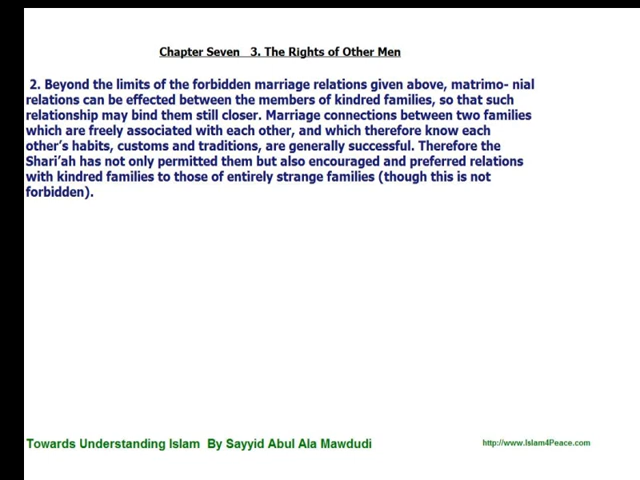 Chapter Seven   3. The Rights of Other Men
2. Beyond the limits of the forbidden marriage relations given above, matrimo- nial
relations can be effected between the members of kindred families, so that such
relationship may bind them still closer. Marriage connections between two families
which are freely associated with each other, and which therefore know each
other's habits, customs and traditions, are generally successful. Therefore the
Shari'ah has not only permitted them but also encouraged and preferred relations
with kindred families to those of entirely strange families (though this is not
forbidden).
Towards Understanding Islam  By Sayyid Abul Ala Mawdudi
http://www.Islam4Peace.com